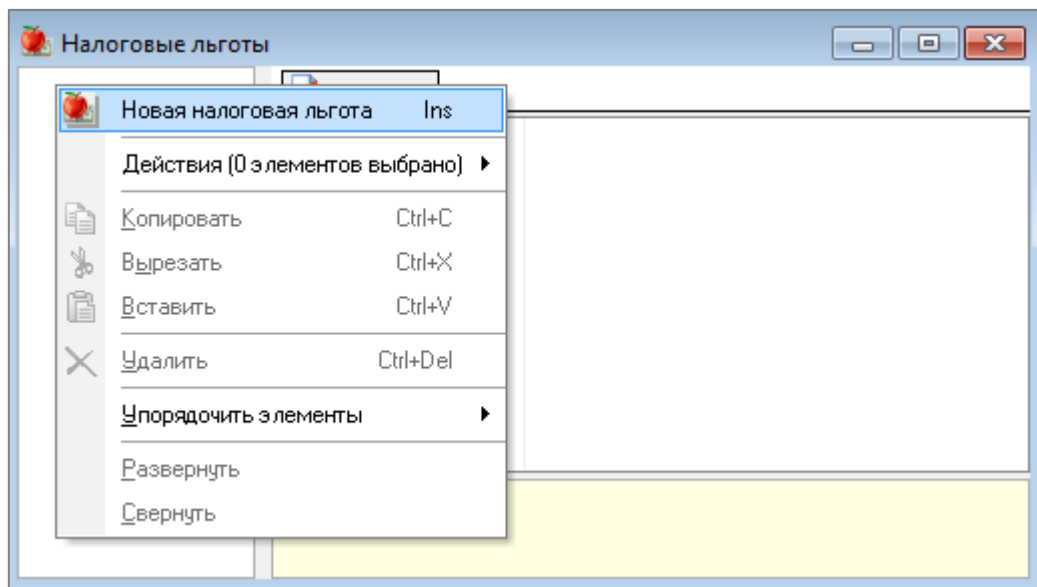 Налоговые льготы
Новая налоговая льгота Ins
Действия (0 элементов выбрано)
Копировать Ctrl+C
Вырезать Ctrl+X
Вставить Ctrl+V
Удалить Ctrl+Del
Упорядочить элементы
Развернуть
Свернуть